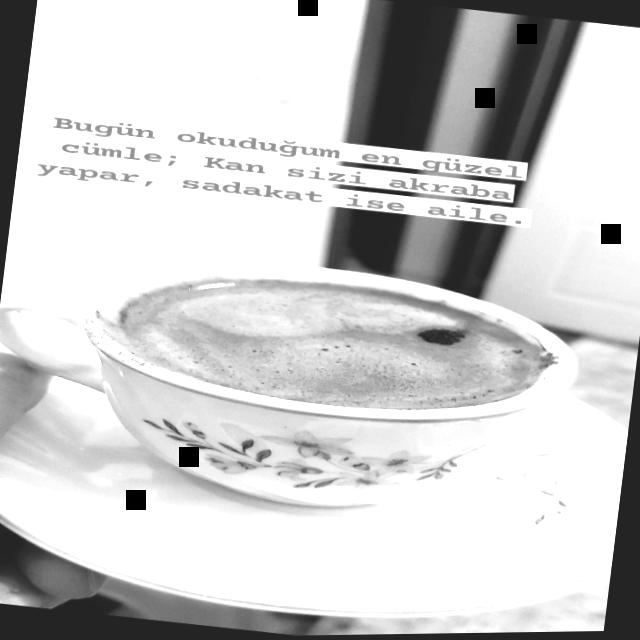 Bugün okuduğum en güzel
cümle; Kan sizi akraba
yapar, sadakat ise aile.